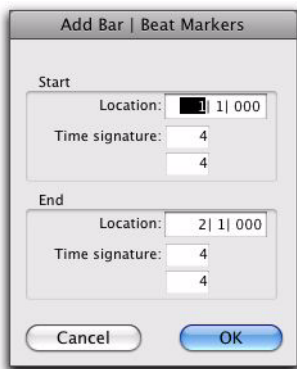 Add Bar | Beat Markers
Start
Location: 1| 1| 000
Time signature: 4
4
End
Location: 2| 1| 000
Time signature: 4
4
Cancel OK